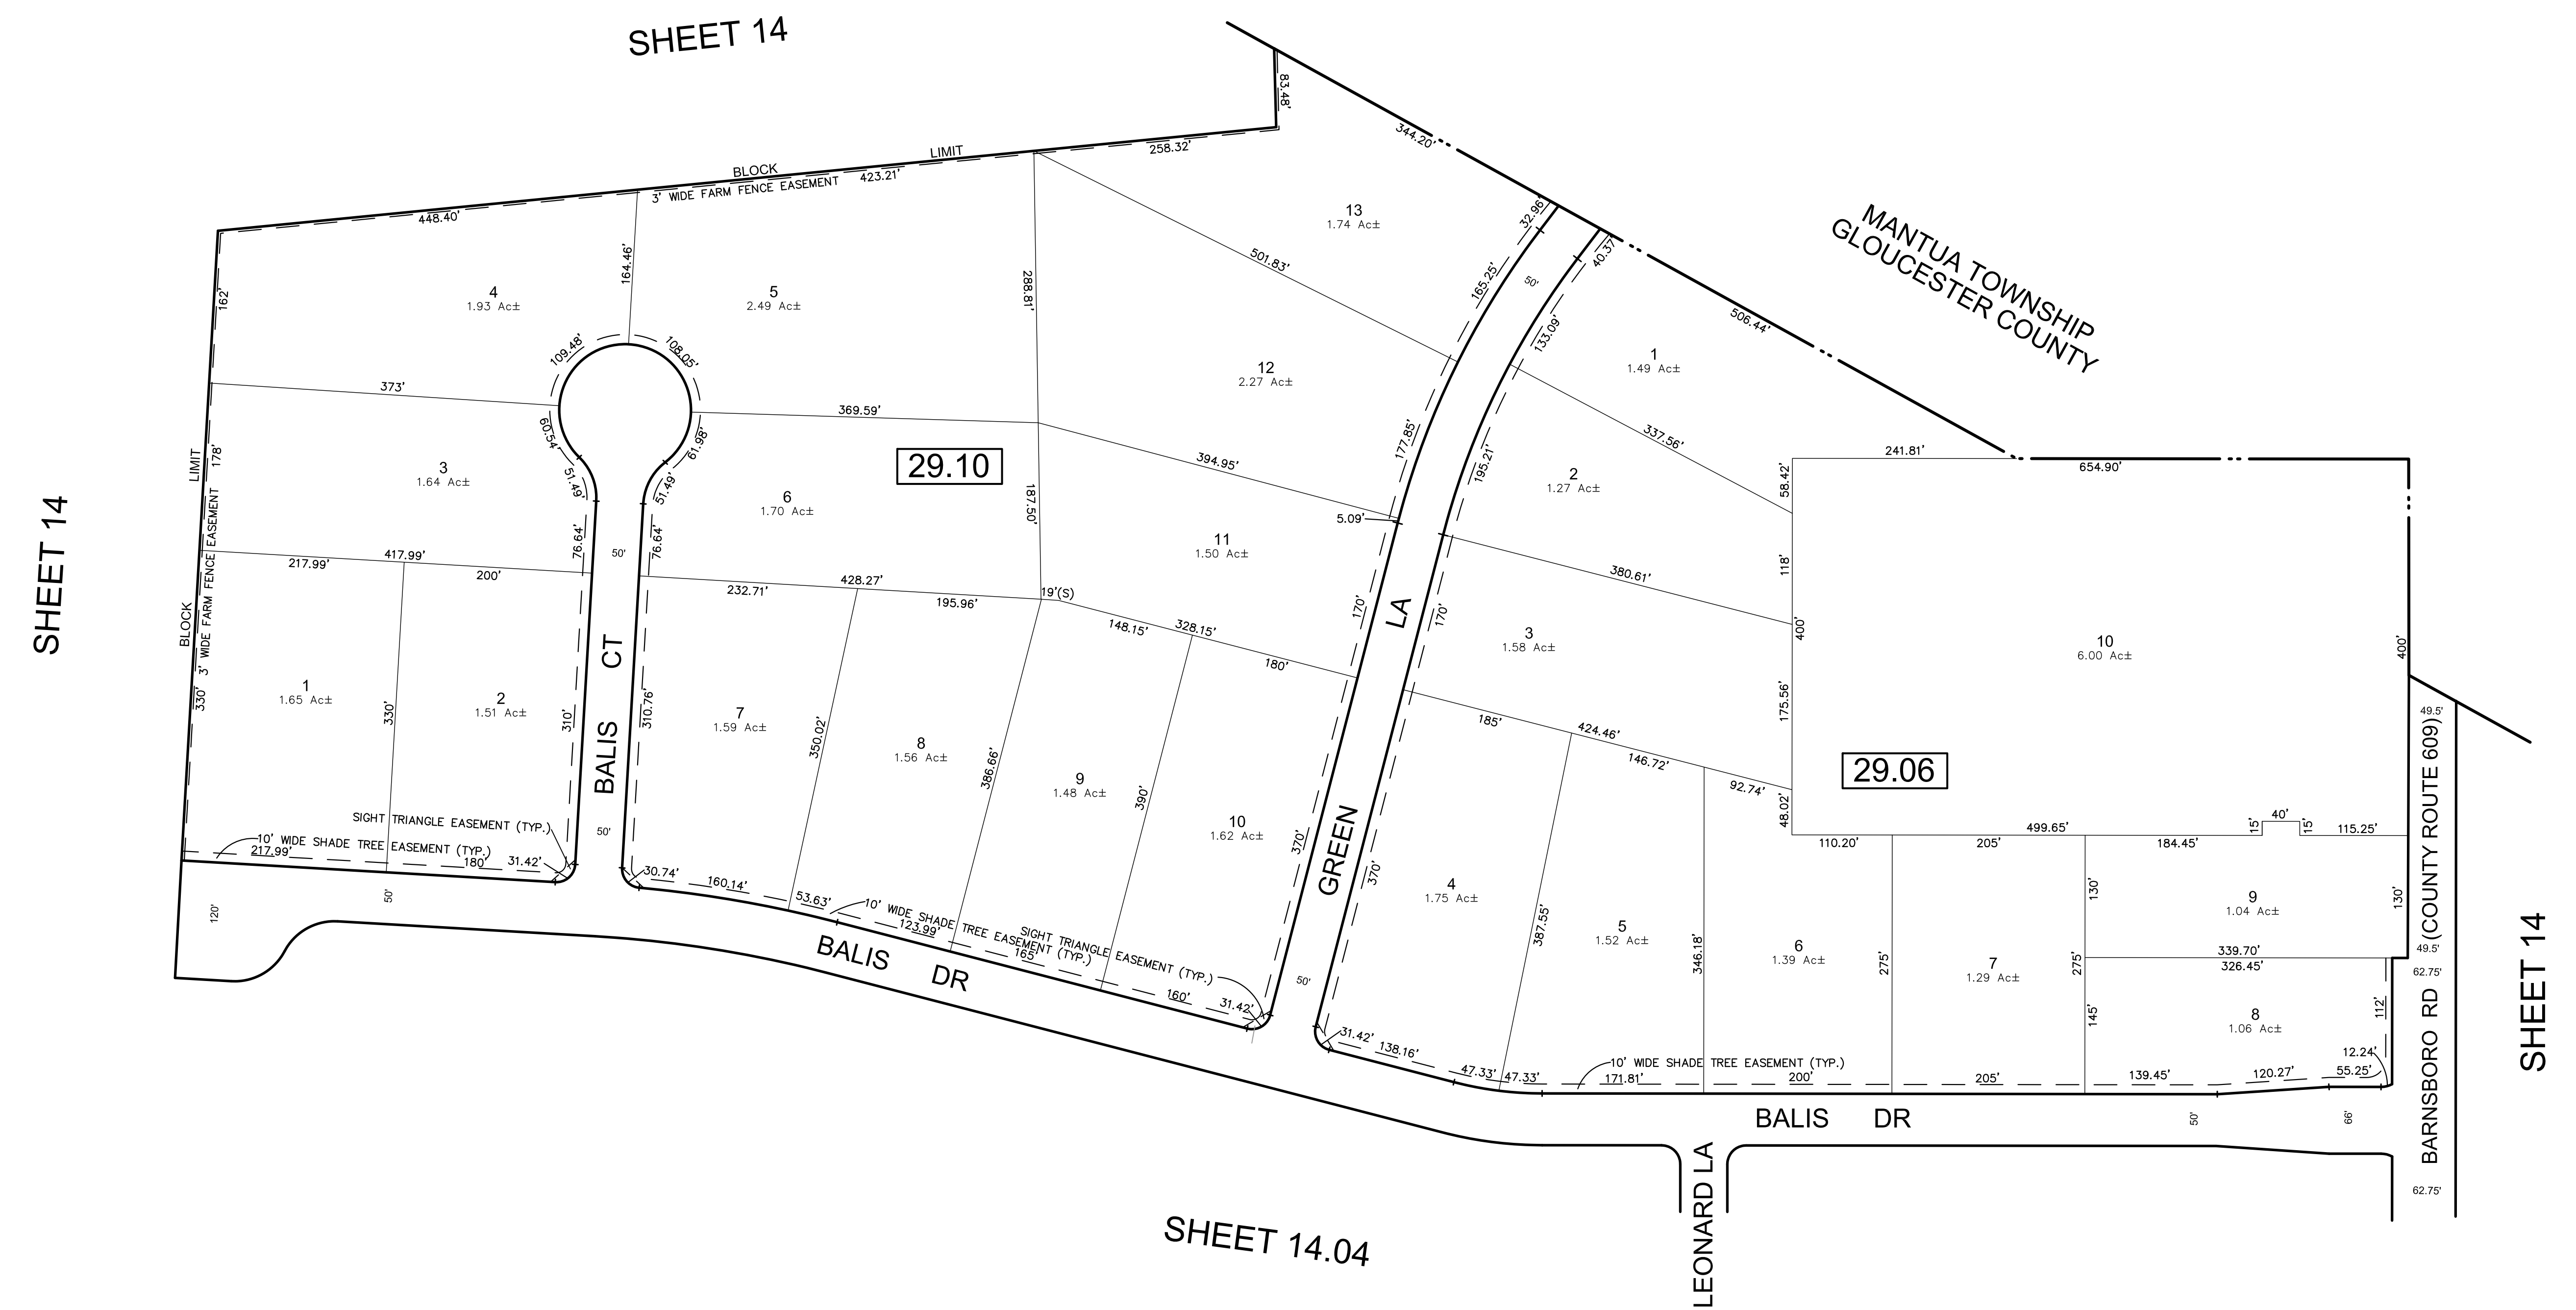 SHEET 14
83.48'
344.20'
BLOCK LIMIT
258.32'
3' WIDE FARM FENCE EASEMENT 423.21'
448.40'
MANTUA TOWNSHIP
GLOUCESTER COUNTY
13
1.74 Ac±
32.96'
40.37'
50'
165.25'
133.09'
501.83'
506.44'
162'
4
1.93 Ac±
164.46'
5
2.49 Ac±
288.81'
109.48'
108.05'
12
2.27 Ac±
1
1.49 Ac±
373'
369.59'
337.56'
241.81'
654.90'
58.42'
60.54'
61.98'
51.49'
51.49'
29.10
394.95'
177.85'
195.21'
LIMIT
178'
3
1.64 Ac±
6
1.70 Ac±
187.50'
2
1.27 Ac±
5.09'
SHEET 14
3' WIDE FARM FENCE EASEMENT
BLOCK
76.64'
50'
76.64'
11
1.50 Ac±
118'
417.99'
217.99'
200'
428.27'
232.71'
195.96'
19'(S)
380.61'
170'
LA
170'
400'
148.15'
328.15'
180'
3
1.58 Ac±
10
6.00 Ac±
400'
330'
1
1.65 Ac±
330'
2
1.51 Ac±
310'
BALIS CT
310.76'
7
1.59 Ac±
350.02'
8
1.56 Ac±
386.66'
9
1.48 Ac±
390'
10
1.62 Ac±
370'
GREEN
370'
185'
424.46'
146.72'
92.74'
175.56'
48.02'
29.06
49.5'
BARNSBORO RD (COUNTY ROUTE 609)
SIGHT TRIANGLE EASEMENT (TYP.)
10' WIDE SHADE TREE EASEMENT (TYP.)
217.99'
180'
31.42'
50'
30.74'
160.14'
53.63'
10' WIDE SHADE TREE EASEMENT (TYP.)
123.99'
SIGHT TRIANGLE EASEMENT (TYP.)
165'
160'
31.42'
50'
120'
50'
BALIS DR
499.65'
40'
15'
15'
115.25'
110.20'
205'
184.45'
4
1.75 Ac±
387.55'
5
1.52 Ac±
346.18'
6
1.39 Ac±
275'
7
1.29 Ac±
275'
130'
9
1.04 Ac±
130'
339.70'
326.45'
49.5'
62.75'
145'
8
1.06 Ac±
112'
12.24'
SHEET 14
31.42'
138.16'
47.33'
47.33'
10' WIDE SHADE TREE EASEMENT (TYP.)
171.81'
200'
205'
139.45'
120.27'
55.25'
BALIS DR
50'
66'
62.75'
LEONARD LA
SHEET 14.04